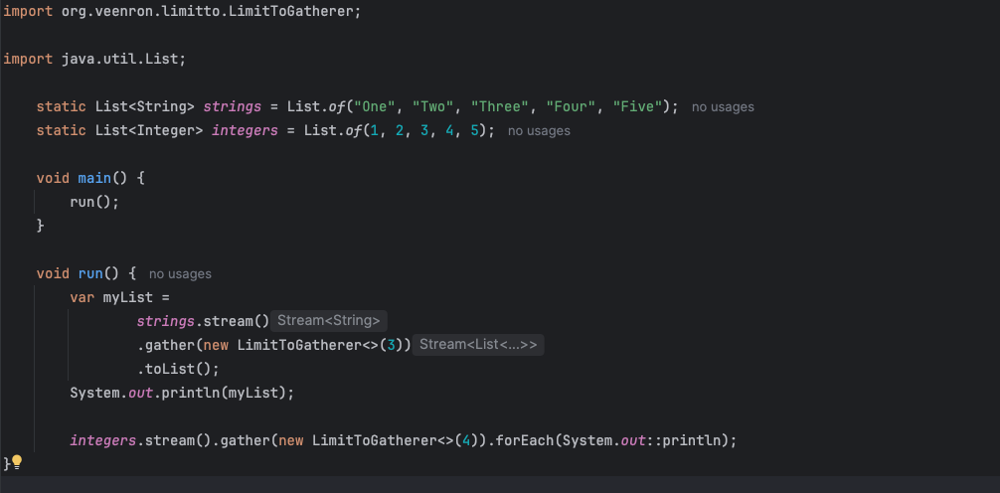 import org.veenron.limitto.LimitToGatherer;
import java.util.List;
static List<String> strings = List.of("One", "Two", "Three", "Four", "Five"); no usages
static List<Integer> integers = List.of(1, 2, 3, 4, 5); no usages
void main() {
run();
}
void run() { no usages
var myList =
strings.stream() Stream<String>
.gather(new LimitToGatherer<>(3)) Stream<List<...>>
.toList();
System.out.println(myList);
integers.stream().gather(new LimitToGatherer<>(4)).forEach(System.out::println);
}